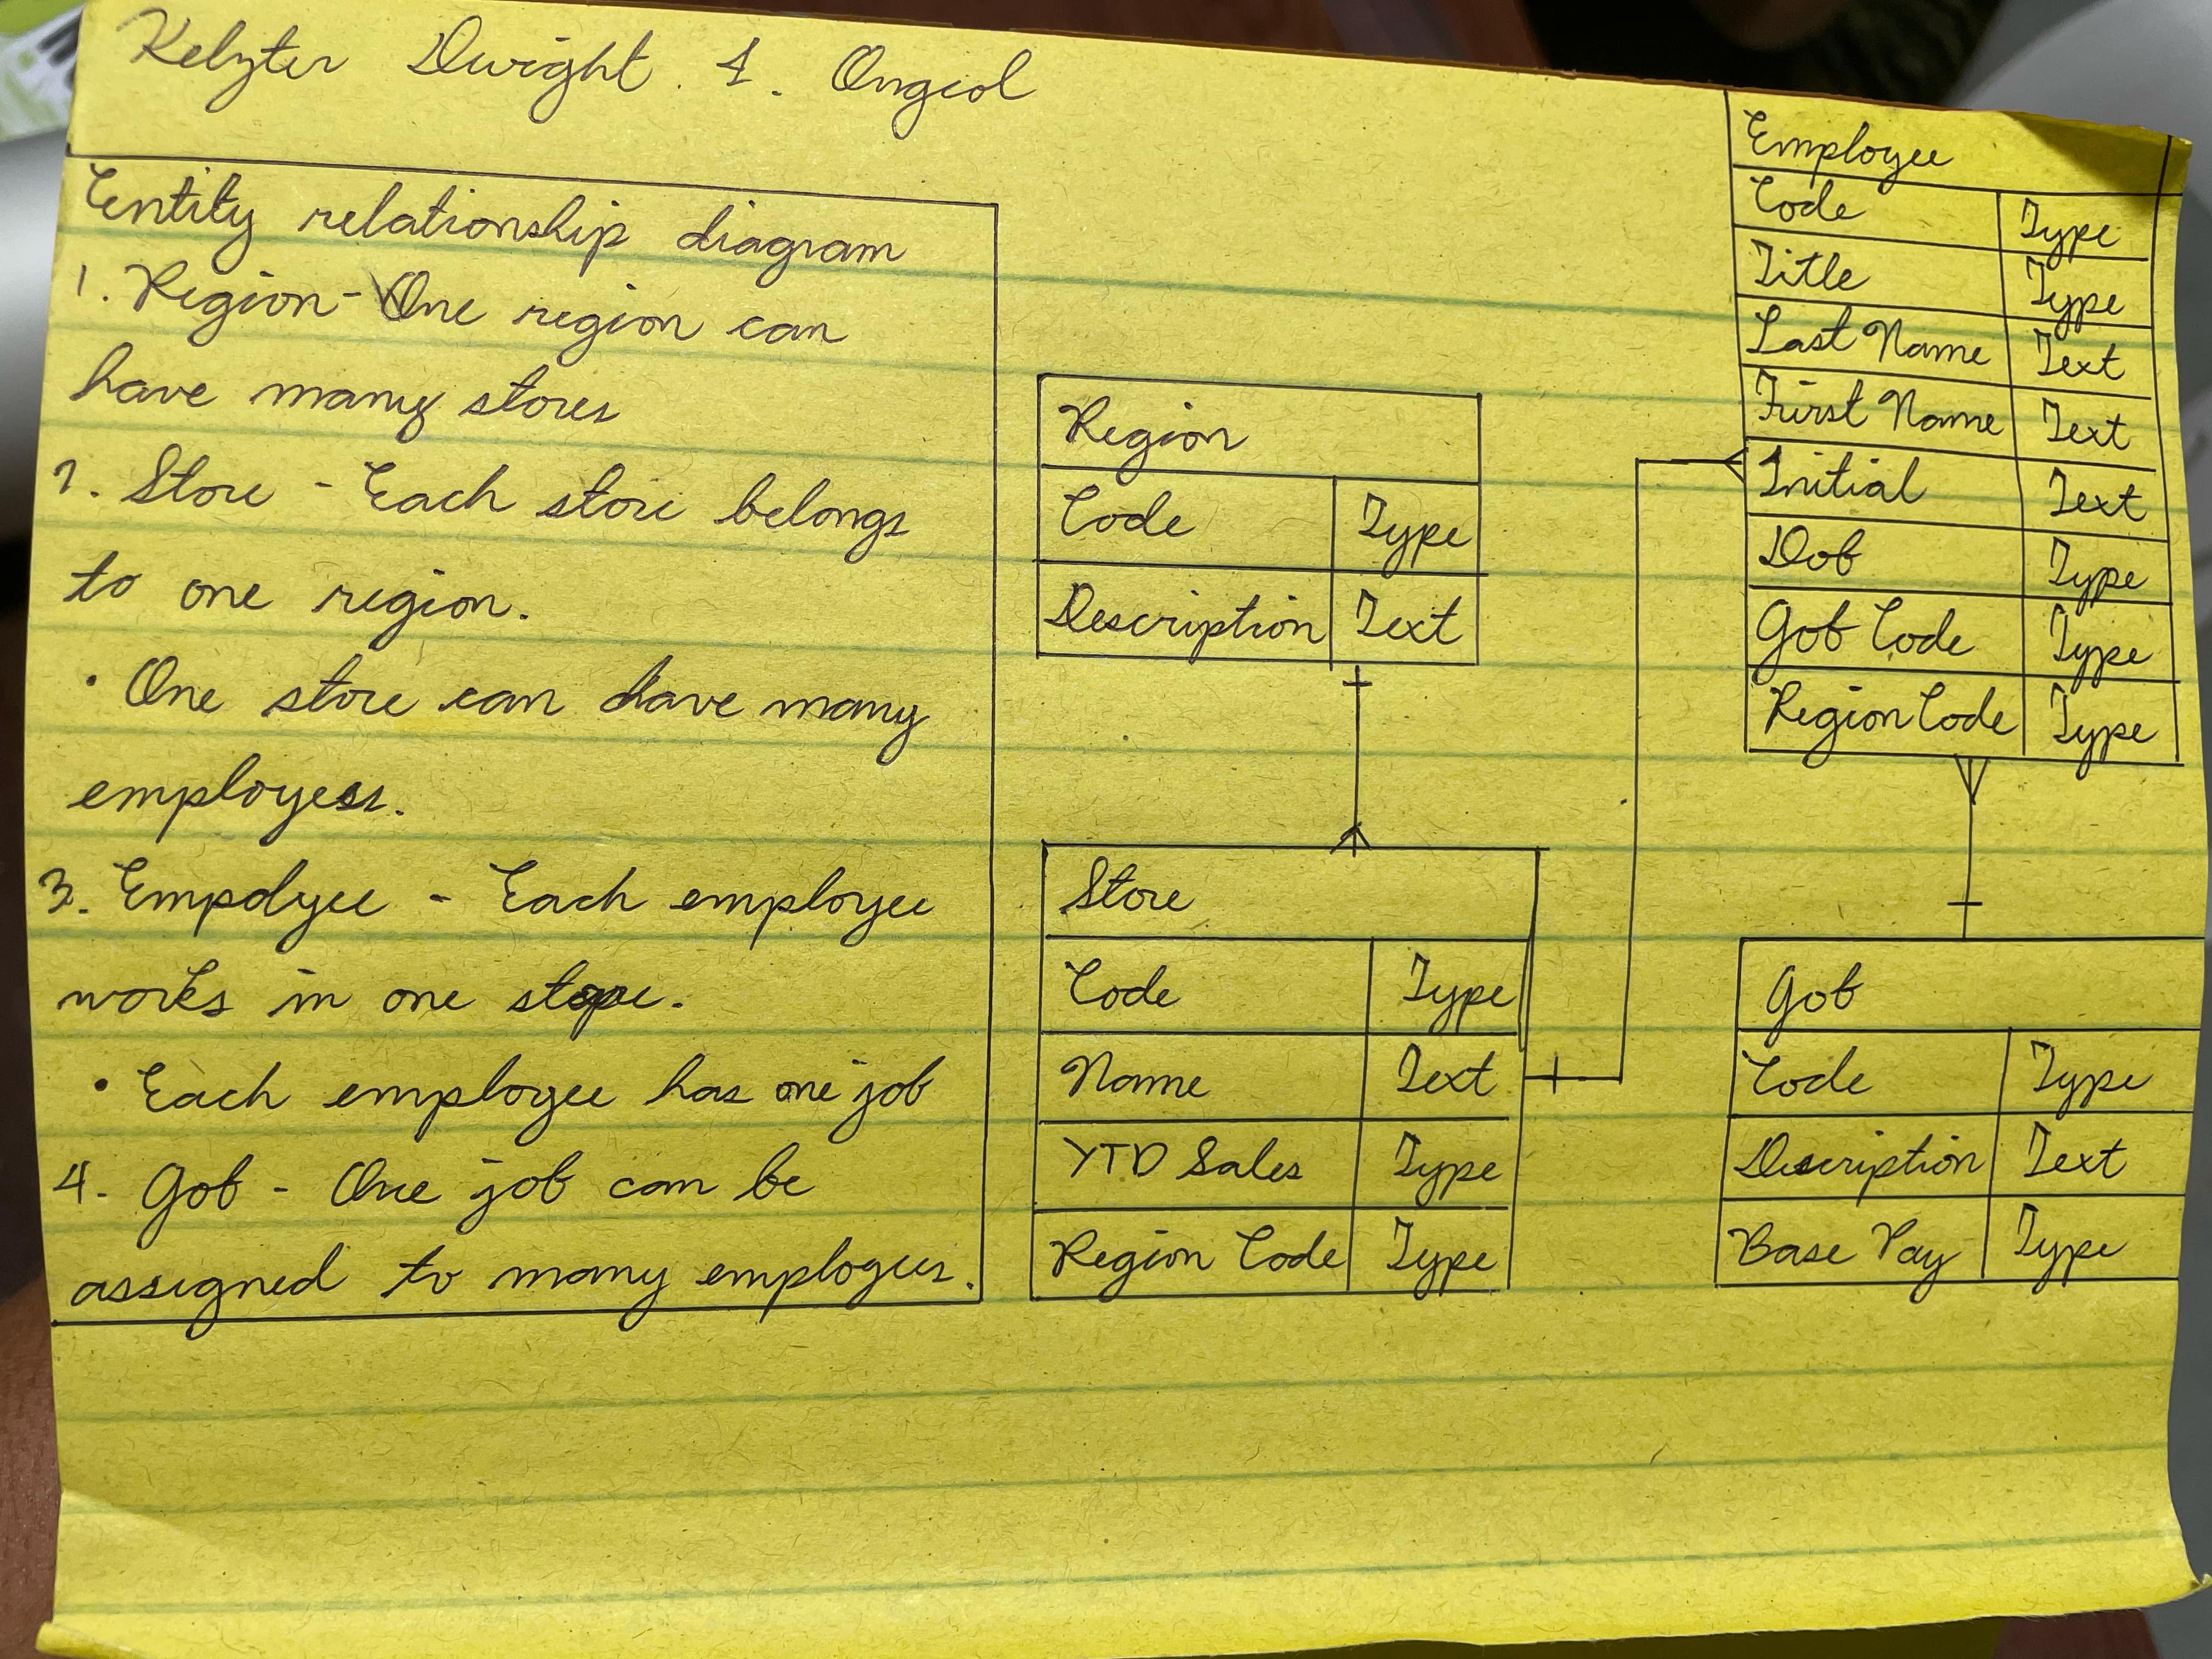 Kelzter Dwight. A. Ongcol
Entity relationship diagram
1. Region - One region can
have many stores
2. Store - Each store belongs
to one region.
• One store can have many
employees.
3. Empolyee - Each employee
works in one store.
• Each employee has one job
4. Job - One job can be
assigned to many employees.
Region
Code Type
Description Text
Store
Code Type
Name Text
YTD Sales Type
Region Code Type
Employee
Code Type
Title Type
Last Name Text
First Name Text
Initial Text
Dob Type
Job Code Type
Region Code Type
Job
Code Type
Description Text
Base Pay Type